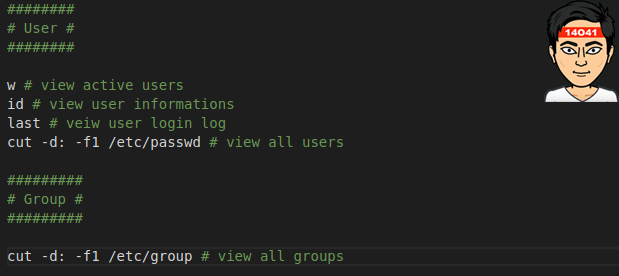 ########
# User #
########
w # view active users
id # view user informations
last # veiw user login log
cut -d: -f1 /etc/passwd # view all users
#########
# Group #
#########
cut -d: -f1 /etc/group # view all groups
14041